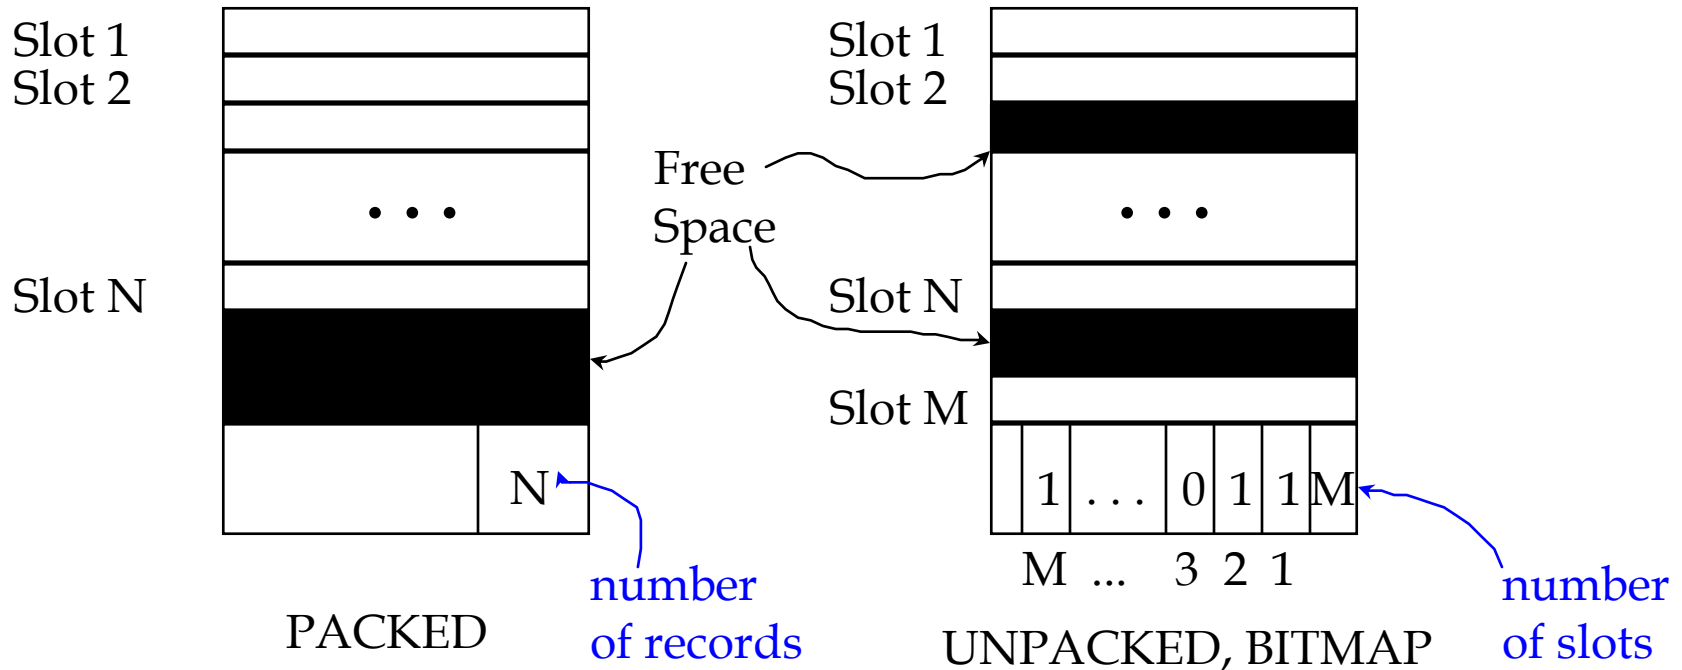 Slot 1
Slot 2
. . .
Slot N
N
PACKED
number
of records
Free
Space
Slot 1
Slot 2
. . .
Slot N
Slot M
1 . . . 0 1 1 M
M ... 3 2 1
UNPACKED, BITMAP
number
of slots